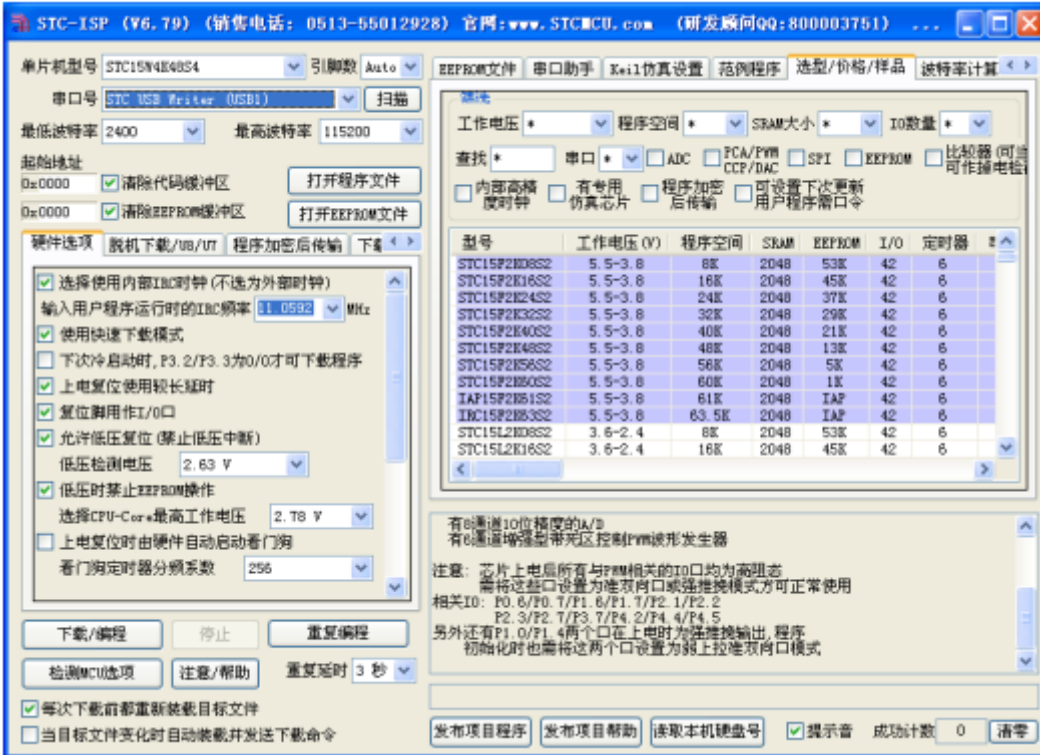 STC-ISP (V6.79) (销售电话: 0513-55012928) 官网:www.STCMCU.com (研发顾问QQ:800003751) ...
单片机型号 STC15W4K48S4 引脚数 Auto
串口号 STC USB Writer (USB1) 扫描
最低波特率 2400 最高波特率 115200
起始地址
0x0000 清除代码缓冲区 打开程序文件
0x0000 清除EEPROM缓冲区 打开EEPROM文件
硬件选项 脱机下载/U8/U7 程序加密后传输
选择使用内部IRC时钟(不选为外部时钟)
输入用户程序运行时的IRC频率 11.0592 MHz
使用快速下载模式
下次冷启动时,P3.2/P3.3为0/0才可下载程序
上电复位使用较长延时
复位脚用作I/O口
允许低压复位(禁止低压中断)
低压检测电压 2.63 V
低压时禁止EEPROM操作
选择CPU-Core最高工作电压 2.78 V
上电复位时由硬件自动启动看门狗
看门狗定时器分频系数 256
下载/编程 停止 重复编程
检测MCU选项 注意/帮助 重复延时 3 秒
每次下载前都重新装载目标文件
当目标文件变化时自动装载并发送下载命令
EEPROM文件 串口助手 Keil仿真设置 范例程序 选型/价格/样品 波特率计算
工作电压 * 程序空间 * SRAM大小 * IO数量 *
查找 * 串口 * ADC PCA/PWM CCP/DAC SPI EEPROM 比较器(可当 可作掉电检
内部高精度时钟 有专用仿真芯片 程序加密后传输 可设置下次更新用户程序需口令
型号 工作电压(V) 程序空间 SRAM EEPROM I/O 定时器
STC15F2K08S2 5.5-3.8 8K 2048 53K 42 6
STC15F2K16S2 5.5-3.8 16K 2048 45K 42 6
STC15F2K24S2 5.5-3.8 24K 2048 37K 42 6
STC15F2K32S2 5.5-3.8 32K 2048 29K 42 6
STC15F2K40S2 5.5-3.8 40K 2048 21K 42 6
STC15F2K48S2 5.5-3.8 48K 2048 13K 42 6
STC15F2K56S2 5.5-3.8 56K 2048 5K 42 6
STC15F2K60S2 5.5-3.8 60K 2048 1K 42 6
IAP15F2K61S2 5.5-3.8 61K 2048 IAP 42 6
IRC15F2K63S2 5.5-3.8 63.5K 2048 IAP 42 6
STC15L2K08S2 3.6-2.4 8K 2048 53K 42 6
STC15L2K16S2 3.6-2.4 16K 2048 45K 42 6
有8通道10位精度的A/D
有6通道增强型带死区控制PWM波形发生器
注意: 芯片上电后所有与PWM相关的IO口均为高阻态
需将这些口设置为准双向口或强推挽模式方可正常使用
相关IO: P0.6/P0.7/P1.6/P1.7/P2.1/P2.2
P2.3/P2.7/P3.7/P4.2/P4.4/P4.5
另外还有P1.0/P1.4两个口在上电时为强推挽输出,程序
初始化时也需将这两个口设置为弱上拉准双向口模式
发布项目程序 发布项目帮助 读取本机硬盘号 提示音 成功计数 0 清零